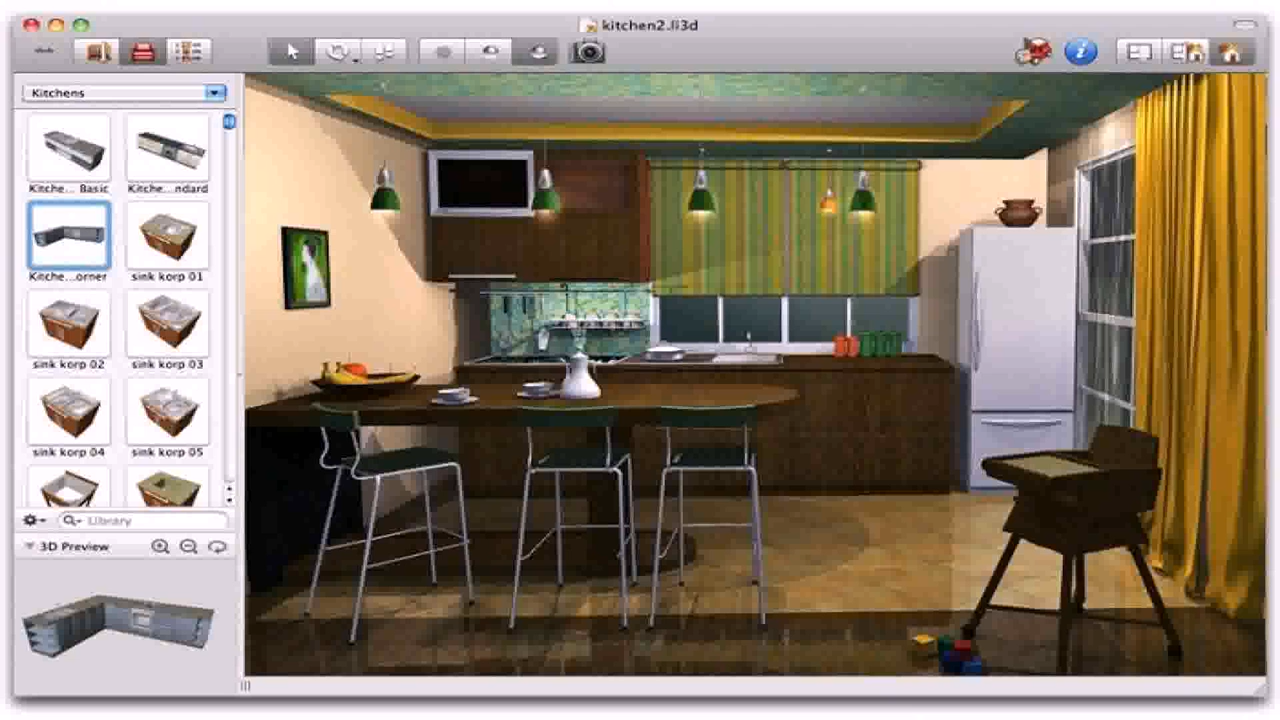 kitchen2.li3d
Kitchens
Kitche... Basic
Kitche...ndard
Kitche...orner
sink korp 01
sink korp 02
sink korp 03
sink korp 04
sink korp 05
Library
3D Preview